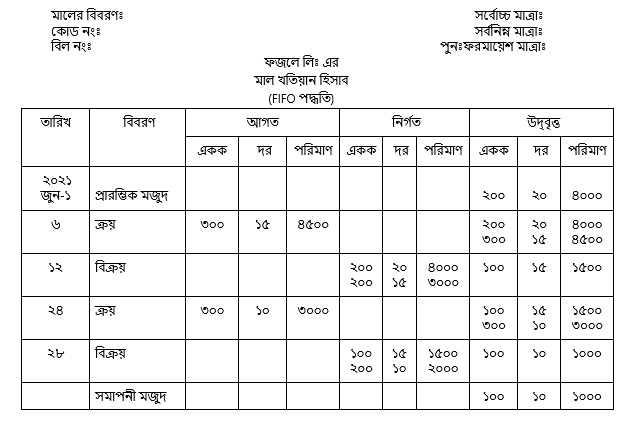 মালের বিবরণঃ সর্বোচ্চ মাত্রাঃ
কোড নংঃ সর্বনিম্ন মাত্রাঃ
বিল নংঃ পুনঃফরমায়েশ মাত্রাঃ
ফজলে লিঃ এর
মাল খতিয়ান হিসাব
(FIFO পদ্ধতি)
তারিখ বিবরণ আগত নির্গত উদ্বৃত্ত
একক দর পরিমাণ একক দর পরিমাণ একক দর পরিমাণ
২০২১
জুন-১ প্রারম্ভিক মজুদ ২০০ ২০ ৪০০০
৬ ক্রয় ৩০০ ১৫ ৪৫০০ ২০০ ২০ ৪০০০
৩০০ ১৫ ৪৫০০
১২ বিক্রয় ২০০ ২০ ৪০০০ ১০০ ১৫ ১৫০০
২০০ ১৫ ৩০০০
২৪ ক্রয় ৩০০ ১০ ৩০০০ ১০০ ১৫ ১৫০০
৩০০ ১০ ৩০০০
২৮ বিক্রয় ১০০ ১৫ ১৫০০ ১০০ ১০ ১০০০
২০০ ১০ ২০০০
সমাপনী মজুদ ১০০ ১০ ১০০০